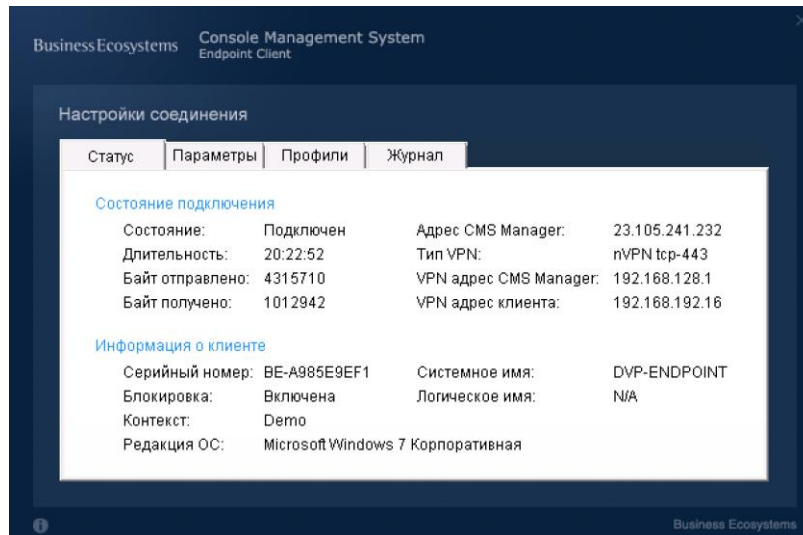 Business Ecosystems Console Management System
Endpoint Client
Настройки соединения
Статус Параметры Профили Журнал
Состояние подключения
Состояние: Подключен Адрес CMS Manager: 23.105.241.232
Длительность: 20:22:52 Тип VPN: nVPN tcp-443
Байт отправлено: 4315710 VPN адрес CMS Manager: 192.168.128.1
Байт получено: 1012942 VPN адрес клиента: 192.168.192.16
Информация о клиенте
Серийный номер: BE-A985E9EF1 Системное имя: DVP-ENDPOINT
Блокировка: Включена Логическое имя: N/A
Контекст: Demo
Редакция ОС: Microsoft Windows 7 Корпоративная
Business Ecosystems